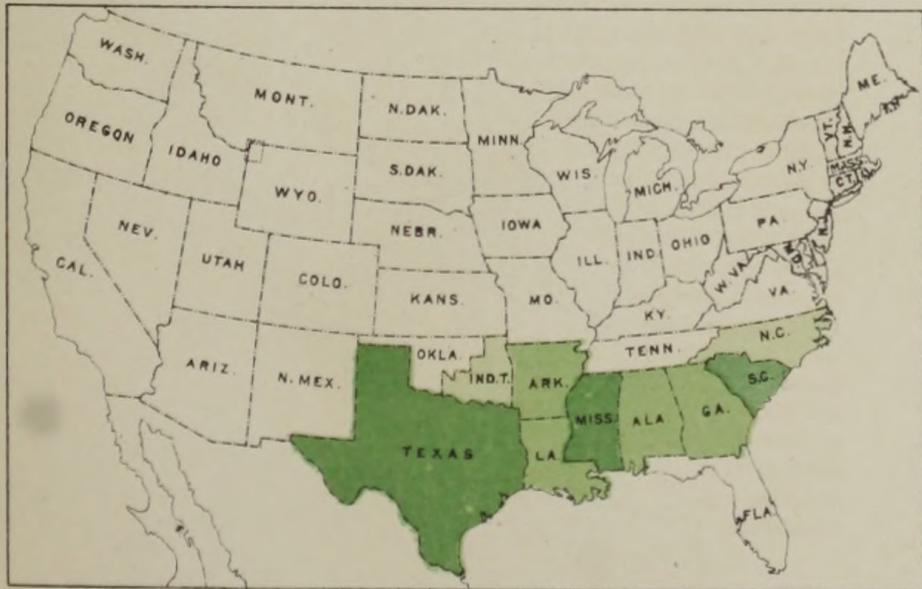 WASH.
MONT.
N.DAK.
MINN.
ME.
OREGON
IDAHO
S.DAK.
WIS.
MICH.
N.Y.
VT.
N.H.
MASS.
CT.
WYO.
NEBR.
IOWA
PA.
NEV.
UTAH
COLO.
ILL.
IND.
OHIO
N.J.
W.VA.
VA.
CAL.
KANS.
MO.
KY.
ARIZ.
N.MEX.
OKLA.
IND.T.
ARK.
TENN.
N.C.
S.C.
TEXAS
LA.
MISS.
ALA.
GA.
FLA.